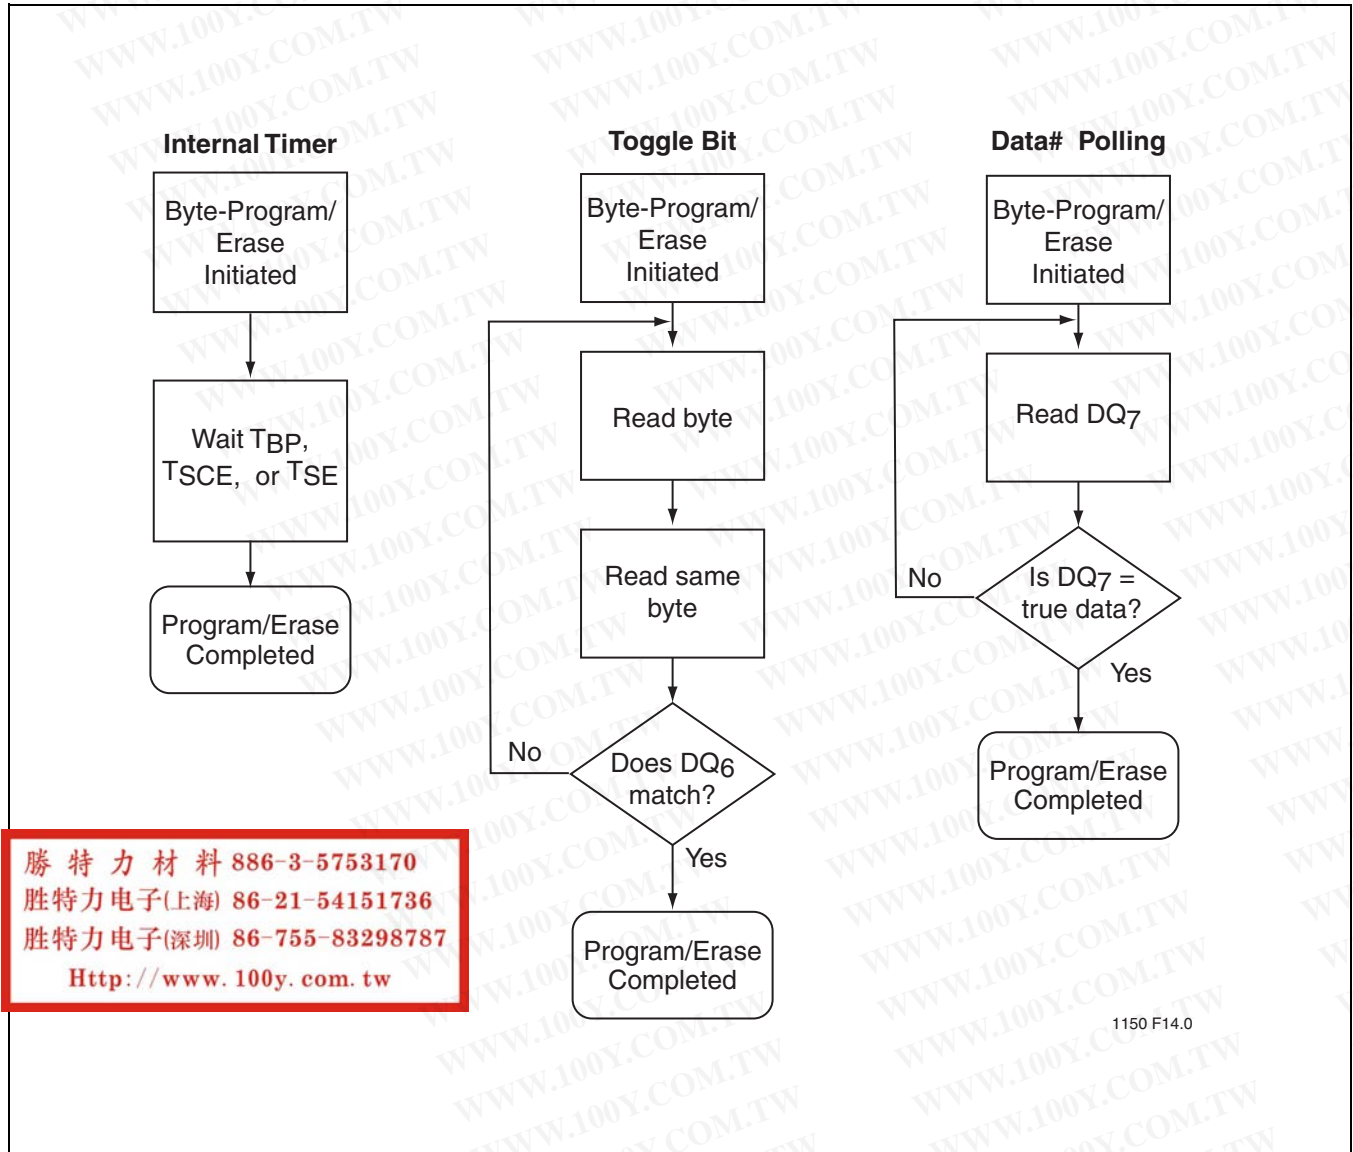 Internal Timer
Byte-Program/
Erase
Initiated
Wait TBP,
TSCE, or TSE
Program/Erase
Completed
Toggle Bit
Byte-Program/
Erase
Initiated
Read byte
Read same
byte
No
Does DQ6
match?
Yes
Program/Erase
Completed
Data# Polling
Byte-Program/
Erase
Initiated
Read DQ7
No
Is DQ7 =
true data?
Yes
Program/Erase
Completed
勝 特 力 材 料 886-3-5753170
胜特力电子(上海) 86-21-54151736
胜特力电子(深圳) 86-755-83298787
Http://www.100y.com.tw
1150 F14.0
WWW.100Y.COM.TW